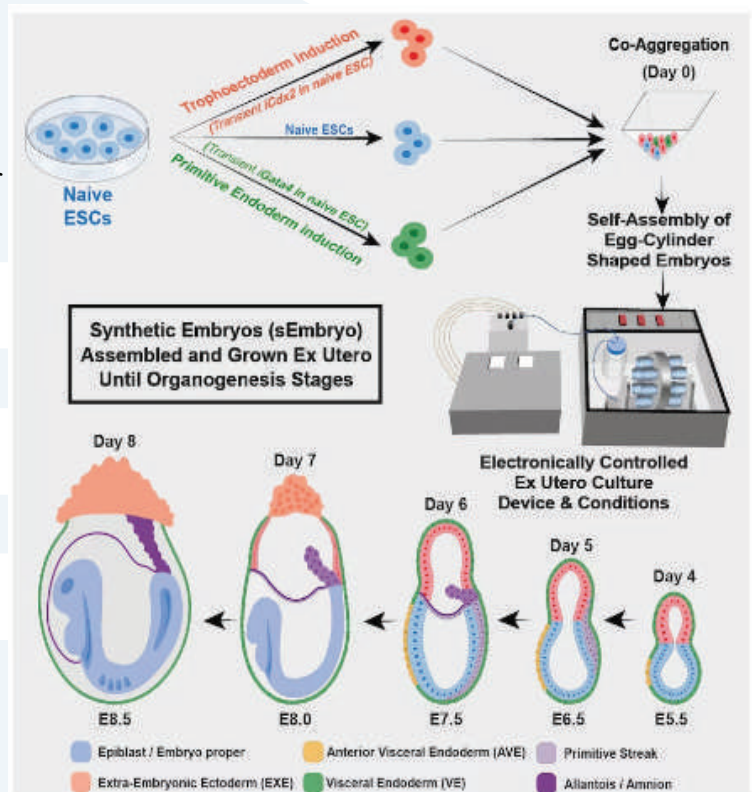 Trophoectoderm induction
(Transient iCdx2 in naive ESC)
Naive ESCs
(Transient iGata4 in naive ESC)
Primitive Endoderm induction
Naive
ESCs
Co-Aggregation
(Day 0)
Self-Assembly of
Egg-Cylinder
Shaped Embryos
Synthetic Embryos (sEmbryo)
Assembled and Grown Ex Utero
Until Organogenesis Stages
Electronically Controlled
Ex Utero Culture
Device & Conditions
Day 8
Day 7
Day 6
Day 5
Day 4
E8.5
E8.0
E7.5
E6.5
E5.5
Epiblast / Embryo proper
Anterior Visceral Endoderm (AVE)
Primitive Streak
Extra-Embryonic Ectoderm (EXE)
Visceral Endoderm (VE)
Allantois / Amnion